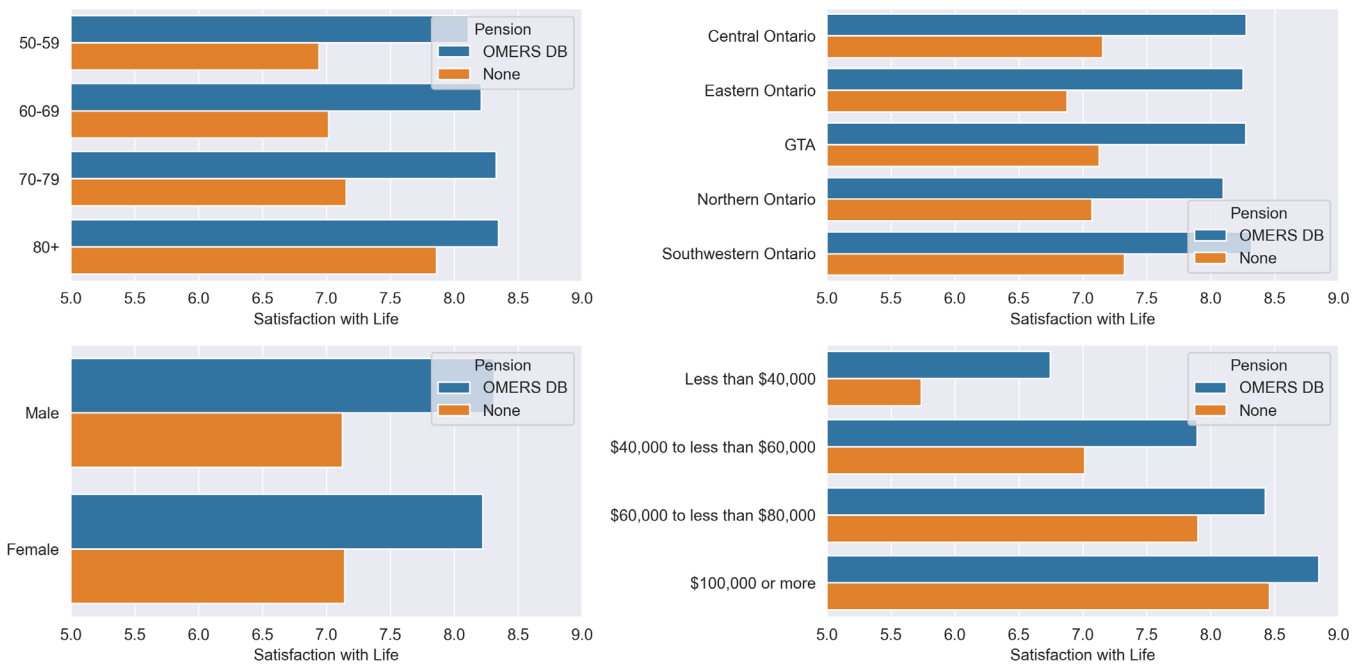 50-59
60-69
70-79
80+
Pension
OMERS DB
None
5.0 5.5 6.0 6.5 7.0 7.5 8.0 8.5 9.0
Satisfaction with Life
Central Ontario
Eastern Ontario
GTA
Northern Ontario
Southwestern Ontario
Pension
OMERS DB
None
5.0 5.5 6.0 6.5 7.0 7.5 8.0 8.5 9.0
Satisfaction with Life
Male
Female
Pension
OMERS DB
None
5.0 5.5 6.0 6.5 7.0 7.5 8.0 8.5 9.0
Satisfaction with Life
Less than $40,000
$40,000 to less than $60,000
$60,000 to less than $80,000
$100,000 or more
Pension
OMERS DB
None
5.0 5.5 6.0 6.5 7.0 7.5 8.0 8.5 9.0
Satisfaction with Life